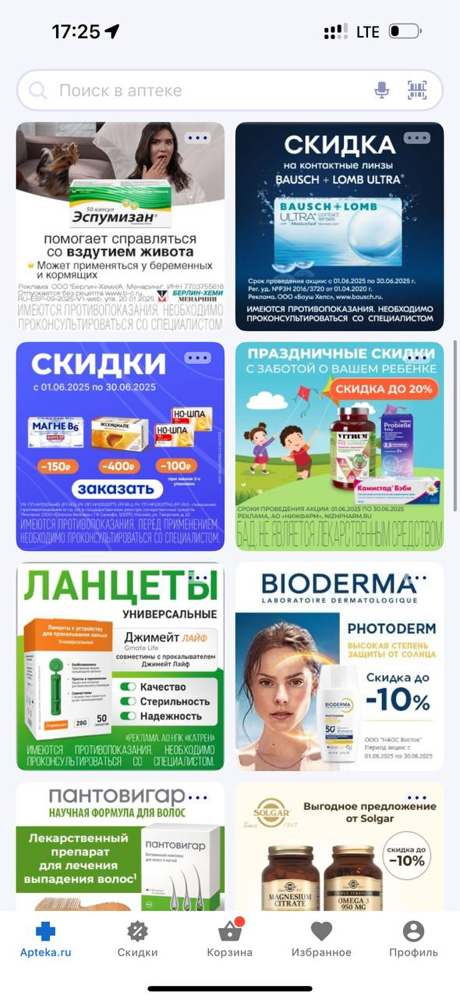 17:25
LTE
Поиск в аптеке
50 капсул
Эспумизан®
помогает справляться
со вздутием живота
Может применяться у беременных
и кормящих
Реклама. ООО "Берлин-Хеми/А. Менарини", ИНН 7703755618
Отпускается без рецепта www.b-c.ru
RU-ESP-09-2025-V1-web, утв. 20.01.2025
БЕРЛИН-ХЕМИ
МЕНАРИНИ
ИМЕЮТСЯ ПРОТИВОПОКАЗАНИЯ. НЕОБХОДИМО
ПРОКОНСУЛЬТИРОВАТЬСЯ СО СПЕЦИАЛИСТОМ
СКИДКА
на контактные линзы
BAUSCH + LOMB ULTRA®
BAUSCH + LOMB
ULTRA® contact
lenses
Срок проведения акции: с 01.06.2025 по 30.06.2025 г.
Рег. уд. №РЗН 2016/3720 от 01.04.2020 г.
Реклама. ООО «Бауш Хелс», www.bausch.ru.
ИМЕЮТСЯ ПРОТИВОПОКАЗАНИЯ. НЕОБХОДИМО
ПРОКОНСУЛЬТИРОВАТЬСЯ СО СПЕЦИАЛИСТОМ
СКИДКИ
с 01.06.2025 по 30.06.2025
МАГНЕ B6
ЭССЕНЦИАЛЕ
НО-ШПА
НО-ШПА
-150₽
-400₽
-100₽
при заказе 2-х
упаковок
заказать
ИМЕЮТСЯ ПРОТИВОПОКАЗАНИЯ. ПЕРЕД ПРИМЕНЕНИЕМ
НЕОБХОДИМО ПРОКОНСУЛЬТИРОВАТЬСЯ СО СПЕЦИАЛИСТОМ.
ПРАЗДНИЧНЫЕ СКИДКИ
С ЗАБОТОЙ О ВАШЕМ РЕБЕНКЕ
СКИДКА ДО 20%
VITRUM
KIDS GUMMIES
Probielle
Baby
Камистад® Бэби
СРОКИ ПРОВЕДЕНИЯ АКЦИИ: 01.06.2025 ПО 30.06.2025
РЕКЛАМА, АО «НИЖФАРМ», NIZHPHARM.RU
БАД. НЕ ЯВЛЯЕТСЯ ЛЕКАРСТВЕННЫМ СРЕДСТВОМ
ЛАНЦЕТЫ
УНИВЕРСАЛЬНЫЕ
Ланцеты к устройству
для прокалывания пальца
Универсальные
28G
50
ланцетов
Джимейт ЛАЙФ
Gmate Life
совместимы с прокалывателем
Джимейт Лайф
Качество
Стерильность
Надежность
®РЕКЛАМА, АО НПК «КАТРЕН»
ИМЕЮТСЯ ПРОТИВОПОКАЗАНИЯ. НЕОБХОДИМО
ПРОКОНСУЛЬТИРОВАТЬСЯ СО СПЕЦИАЛИСТОМ.
BIODERMA
LABORATOIRE DERMATOLOGIQUE
PHOTODERM
ВЫСОКАЯ СТЕПЕНЬ
ЗАЩИТЫ ОТ СОЛНЦА
Скидка до
-10%
BIODERMA
PHOTODERM
50+
ООО "НАОС Восток"
Период акции: с
01.06.2025 по 30.06.2025
пантовигар
НАУЧНАЯ ФОРМУЛА ДЛЯ ВОЛОС
Лекарственный
препарат
для лечения
выпадения волос¹
пантовигар
SOLGAR
Since 1947
Выгодное предложение
от Solgar
скидка до
–10%
SOLGAR
MAGNESIUM
CITRATE
SOLGAR
TRIPLE STRENGTH
OMEGA 3
950 MG
Apteka.ru
Скидки
Корзина
Избранное
Профиль